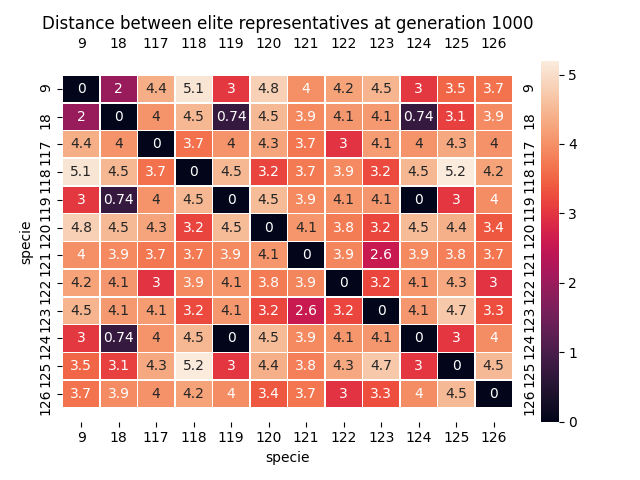 Distance between elite representatives at generation 1000
9 18 117 118 119 120 121 122 123 124 125 126
9 0 2 4.4 5.1 3 4.8 4 4.2 4.5 3 3.5 3.7 9 5
18 2 0 4 4.5 0.74 4.5 3.9 4.1 4.1 0.74 3.1 3.9 18
117 4.4 4 0 3.7 4 4.3 3.7 3 4.1 4 4.3 4 117 4
118 5.1 4.5 3.7 0 4.5 3.2 3.7 3.9 3.2 4.5 5.2 4.2 118
119 3 0.74 4 4.5 0 4.5 3.9 4.1 4.1 0 3 4 119 3
specie
120 4.8 4.5 4.3 3.2 4.5 0 4.1 3.8 3.2 4.5 4.4 3.4 120
121 4 3.9 3.7 3.7 3.9 4.1 0 3.9 2.6 3.9 3.8 3.7 121
122 4.2 4.1 3 3.9 4.1 3.8 3.9 0 3.2 4.1 4.3 3 122 2
123 4.5 4.1 4.1 3.2 4.1 3.2 2.6 3.2 0 4.1 4.7 3.3 123
124 3 0.74 4 4.5 0 4.5 3.9 4.1 4.1 0 3 4 124 1
125 3.5 3.1 4.3 5.2 3 4.4 3.8 4.3 4.7 3 0 4.5 125
126 3.7 3.9 4 4.2 4 3.4 3.7 3 3.3 4 4.5 0 126 0
9 18 117 118 119 120 121 122 123 124 125 126
specie